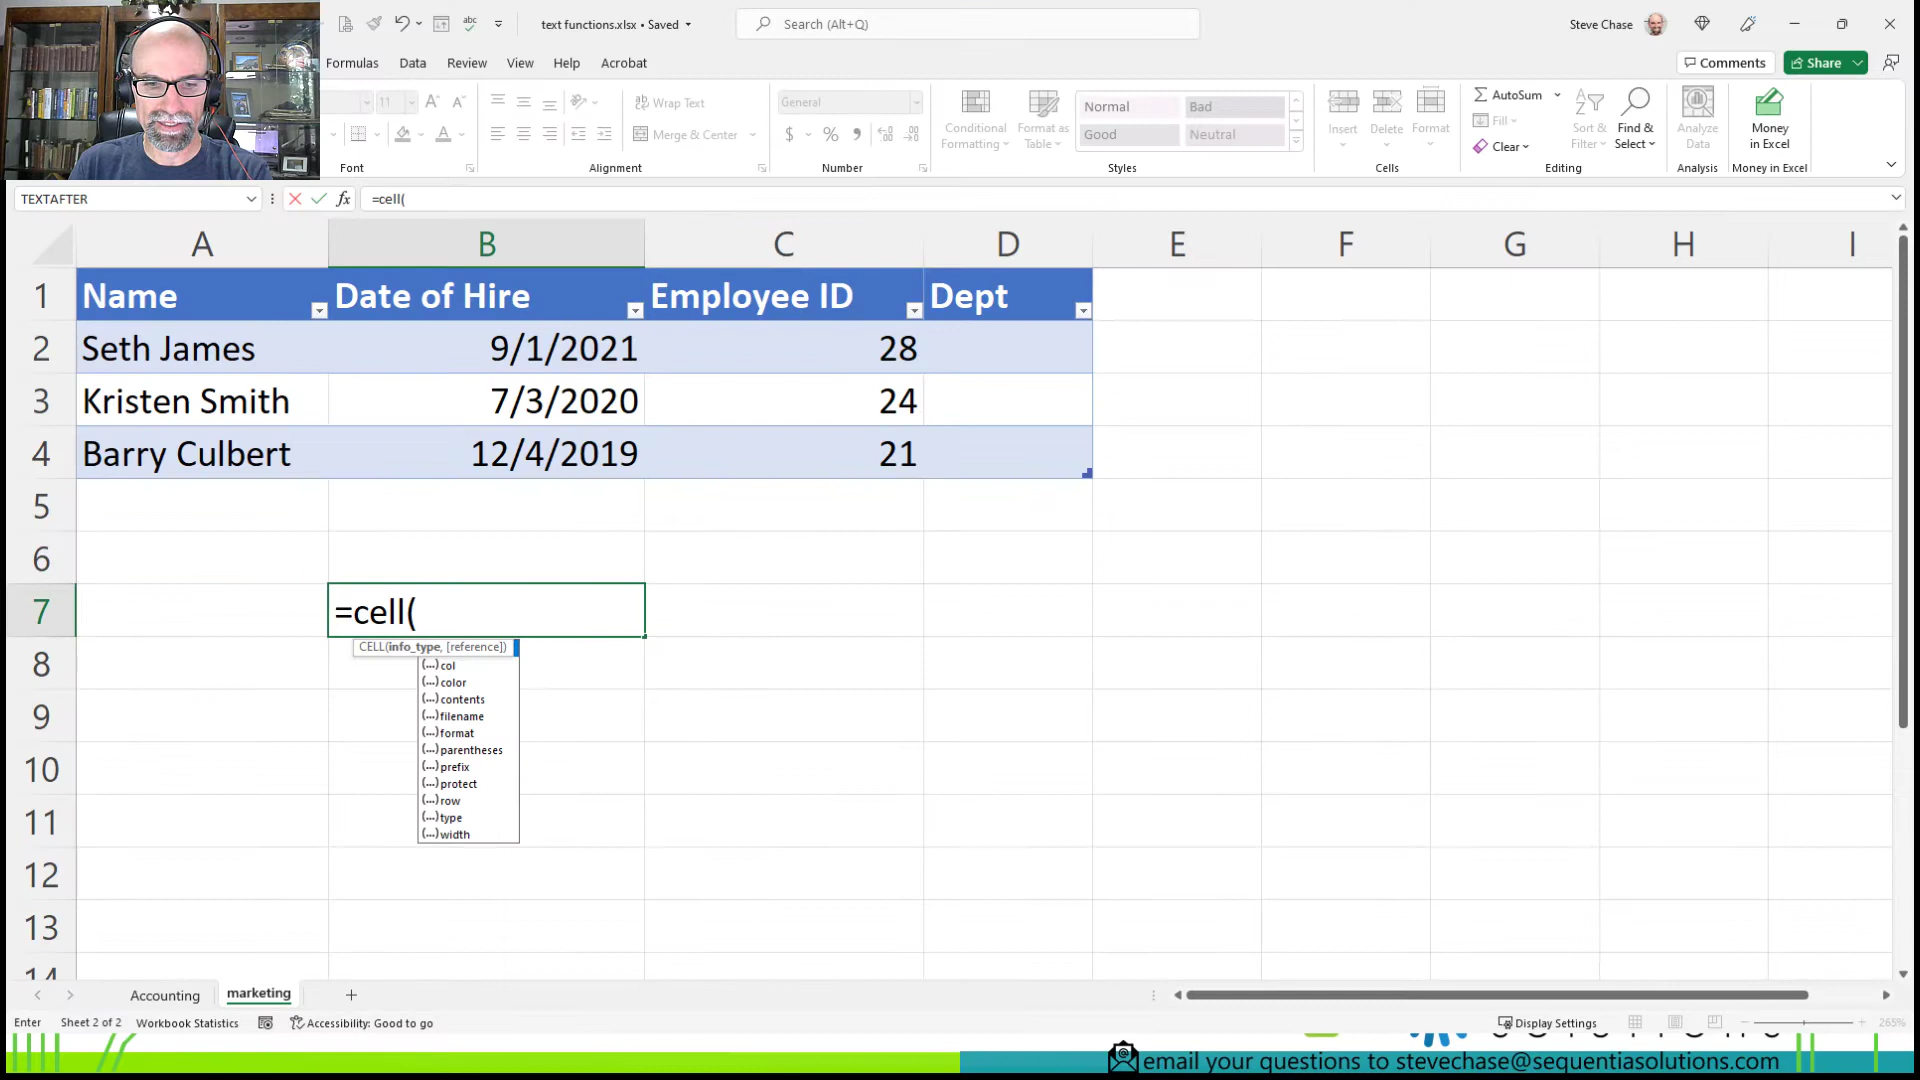 text functions.xlsx • Saved
Search (Alt+Q)
Steve Chase
Formulas Data Review View Help Acrobat
Comments Share
11
Wrap Text
General
Normal Bad
AutoSum
Merge & Center
Conditional Formatting
Format as Table
Good Neutral
Insert Delete Format
Fill
Clear
Sort & Filter
Find & Select
Analyze Data
Money in Excel
Font Alignment Number Styles Cells Editing Analysis Money in Excel
TEXTAFTER fx =cell(
A B C D E F G H I
1 Name Date of Hire Employee ID Dept
2 Seth James 9/1/2021 28
3 Kristen Smith 7/3/2020 24
4 Barry Culbert 12/4/2019 21
5
6
7 =cell(
CELL(info_type, [reference])
8
(...) col
(...) color
(...) contents
9
(...) filename
(...) format
(...) parentheses
10
(...) prefix
(...) protect
(...) row
11
(...) type
(...) width
12
13
14
Accounting marketing +
Enter Sheet 2 of 2 Workbook Statistics Accessibility: Good to go Display Settings 265%
email your questions to stevechase@sequentiasolutions.com